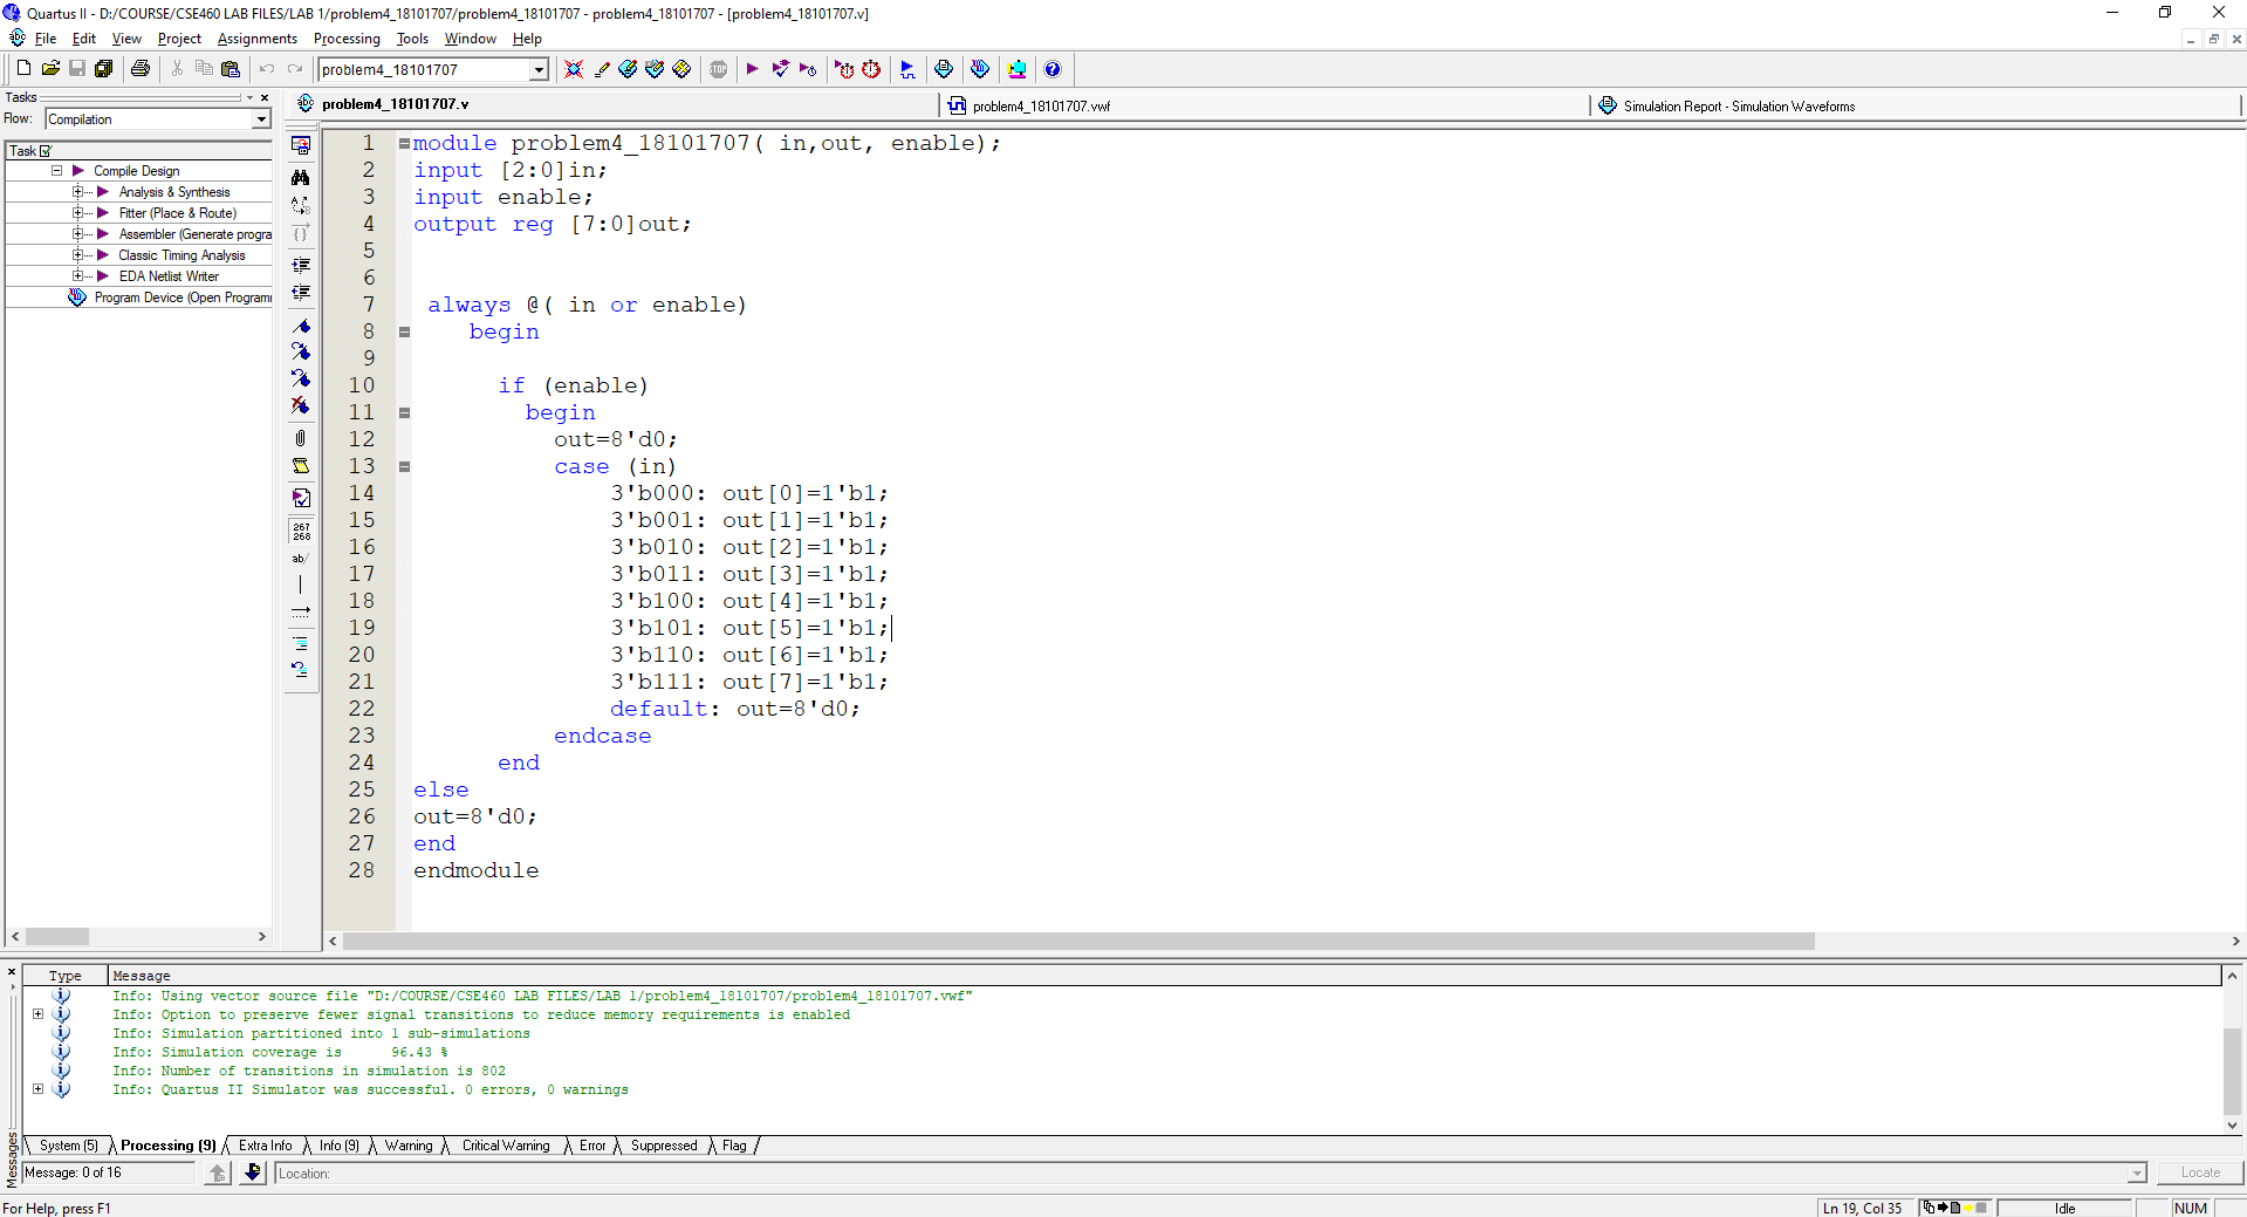 Quartus II - D:/COURSE/CSE460 LAB FILES/LAB 1/problem4_18101707/problem4_18101707 - problem4_18101707 - [problem4_18101707.v]
File Edit View Project Assignments Processing Tools Window Help
problem4_18101707
Tasks
Flow: Compilation
Task
Compile Design
Analysis & Synthesis
Fitter (Place & Route)
Assembler (Generate progra
Classic Timing Analysis
EDA Netlist Writer
Program Device (Open Programm
problem4_18101707.v
problem4_18101707.vwf
Simulation Report - Simulation Waveforms
267
268
ab/
1 module problem4_18101707( in,out, enable);
2 input [2:0]in;
3 input enable;
4 output reg [7:0]out;
5
6
7 always @( in or enable)
8 begin
9
10 if (enable)
11 begin
12 out=8'd0;
13 case (in)
14 3'b000: out[0]=1'b1;
15 3'b001: out[1]=1'b1;
16 3'b010: out[2]=1'b1;
17 3'b011: out[3]=1'b1;
18 3'b100: out[4]=1'b1;
19 3'b101: out[5]=1'b1;
20 3'b110: out[6]=1'b1;
21 3'b111: out[7]=1'b1;
22 default: out=8'd0;
23 endcase
24 end
25 else
26 out=8'd0;
27 end
28 endmodule
Type Message
Info: Using vector source file "D:/COURSE/CSE460 LAB FILES/LAB 1/problem4_18101707/problem4_18101707.vwf"
Info: Option to preserve fewer signal transitions to reduce memory requirements is enabled
Info: Simulation partitioned into 1 sub-simulations
Info: Simulation coverage is 96.43 %
Info: Number of transitions in simulation is 802
Info: Quartus II Simulator was successful. 0 errors, 0 warnings
System (5) Processing (9) Extra Info Info (9) Warning Critical Warning Error Suppressed Flag
Messages
Message: 0 of 16
Location:
Locate
For Help, press F1
Ln 19, Col 35
Idle
NUM